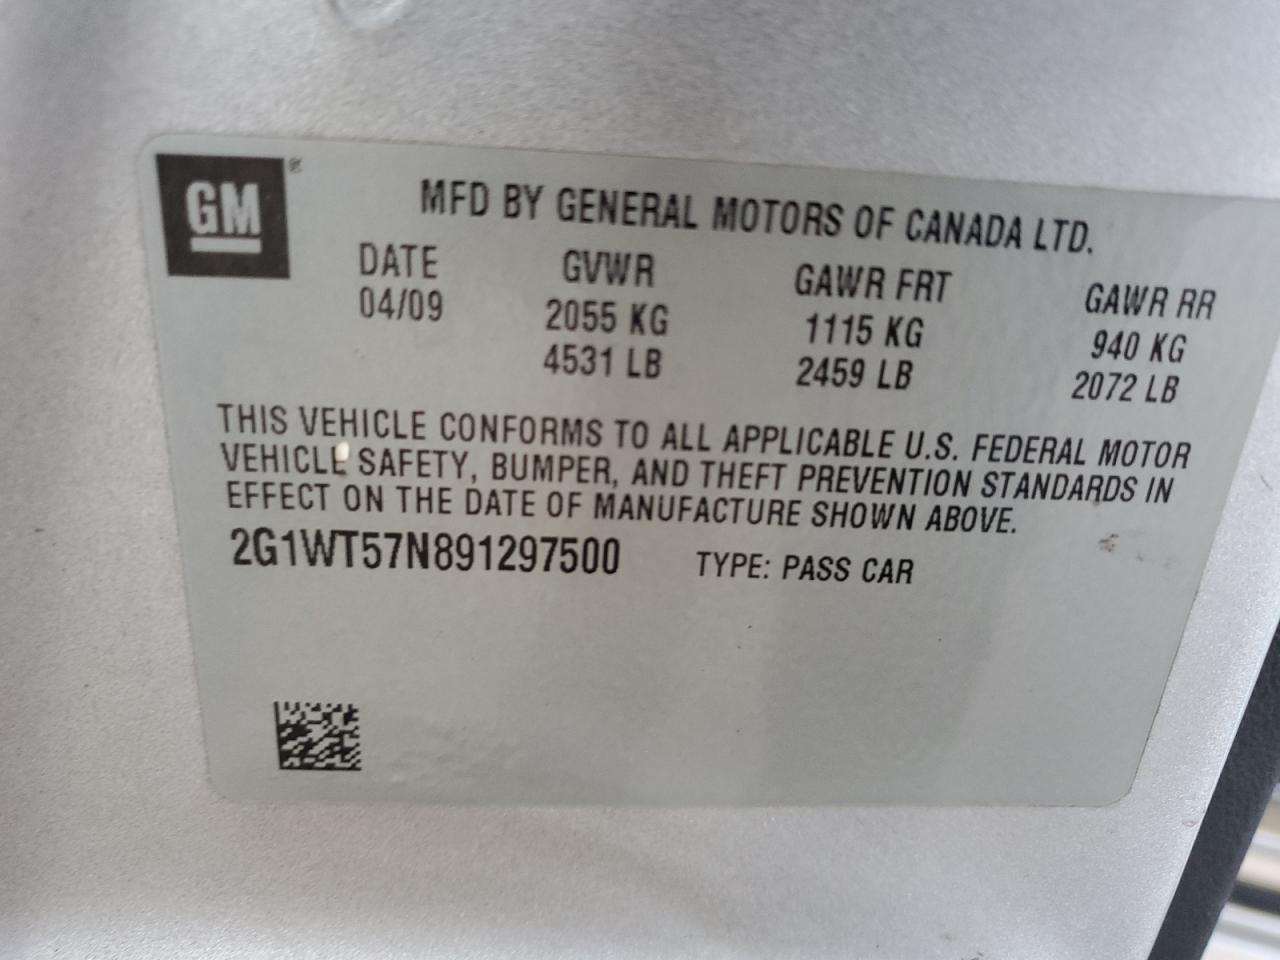 GM ®
MFD BY GENERAL MOTORS OF CANADA LTD.
DATE GVWR GAWR FRT GAWR RR
04/09 2055 KG 1115 KG 940 KG
4531 LB 2459 LB 2072 LB
THIS VEHICLE CONFORMS TO ALL APPLICABLE U.S. FEDERAL MOTOR
VEHICLE SAFETY, BUMPER, AND THEFT PREVENTION STANDARDS IN
EFFECT ON THE DATE OF MANUFACTURE SHOWN ABOVE.
2G1WT57N891297500 TYPE: PASS CAR